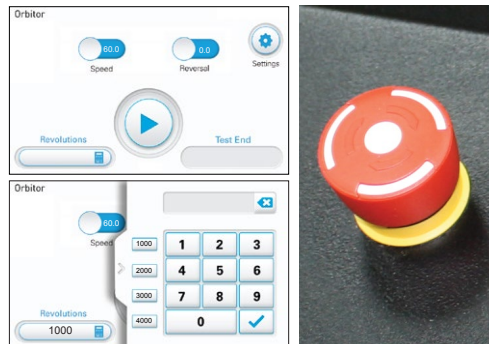 Orbitor
60.0
0.0
Speed
Reversal
Settings
Revolutions
Test End
Orbitor
60.0
Speed
1000
1
2
3
2000
4
5
6
3000
7
8
9
4000
0
Revolutions
1000